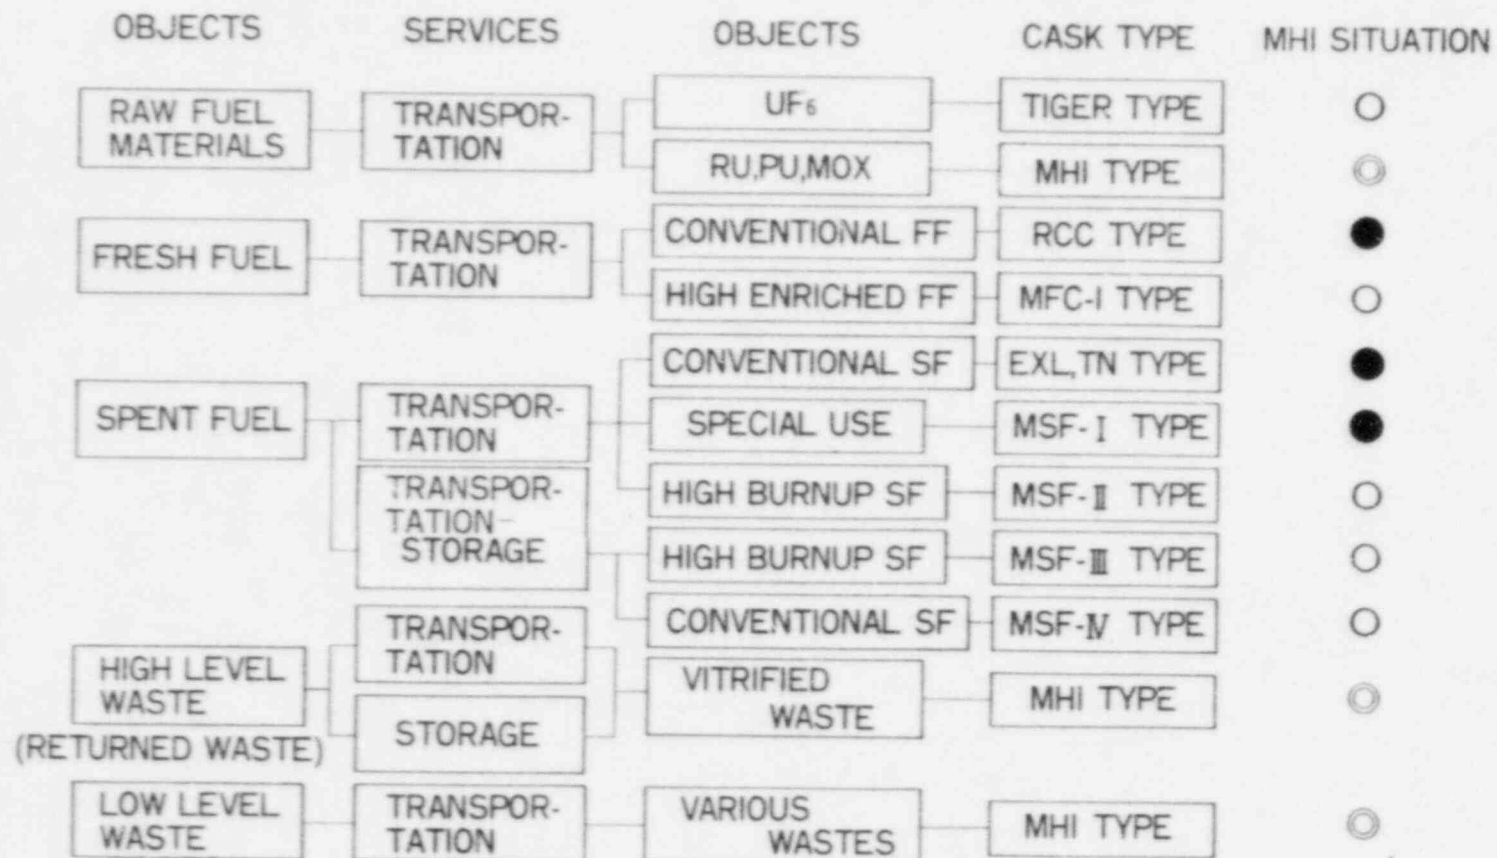 OBJECTS SERVICES OBJECTS CASK TYPE MHI SITUATION
RAW FUEL
MATERIALS
TRANSPOR-
TATION
UF₆
TIGER TYPE
RU,PU,MOX
MHI TYPE
FRESH FUEL
TRANSPOR-
TATION
CONVENTIONAL FF
RCC TYPE
HIGH ENRICHED FF
MFC-I TYPE
SPENT FUEL
TRANSPOR-
TATION
CONVENTIONAL SF
EXL,TN TYPE
SPECIAL USE
MSF-I TYPE
HIGH BURNUP SF
MSF-II TYPE
TRANSPOR-
TATION-
STORAGE
HIGH BURNUP SF
MSF-III TYPE
CONVENTIONAL SF
MSF-IV TYPE
HIGH LEVEL
WASTE
(RETURNED WASTE)
TRANSPOR-
TATION
STORAGE
VITRIFIED
WASTE
MHI TYPE
LOW LEVEL
WASTE
TRANSPOR-
TATION
VARIOUS
WASTES
MHI TYPE